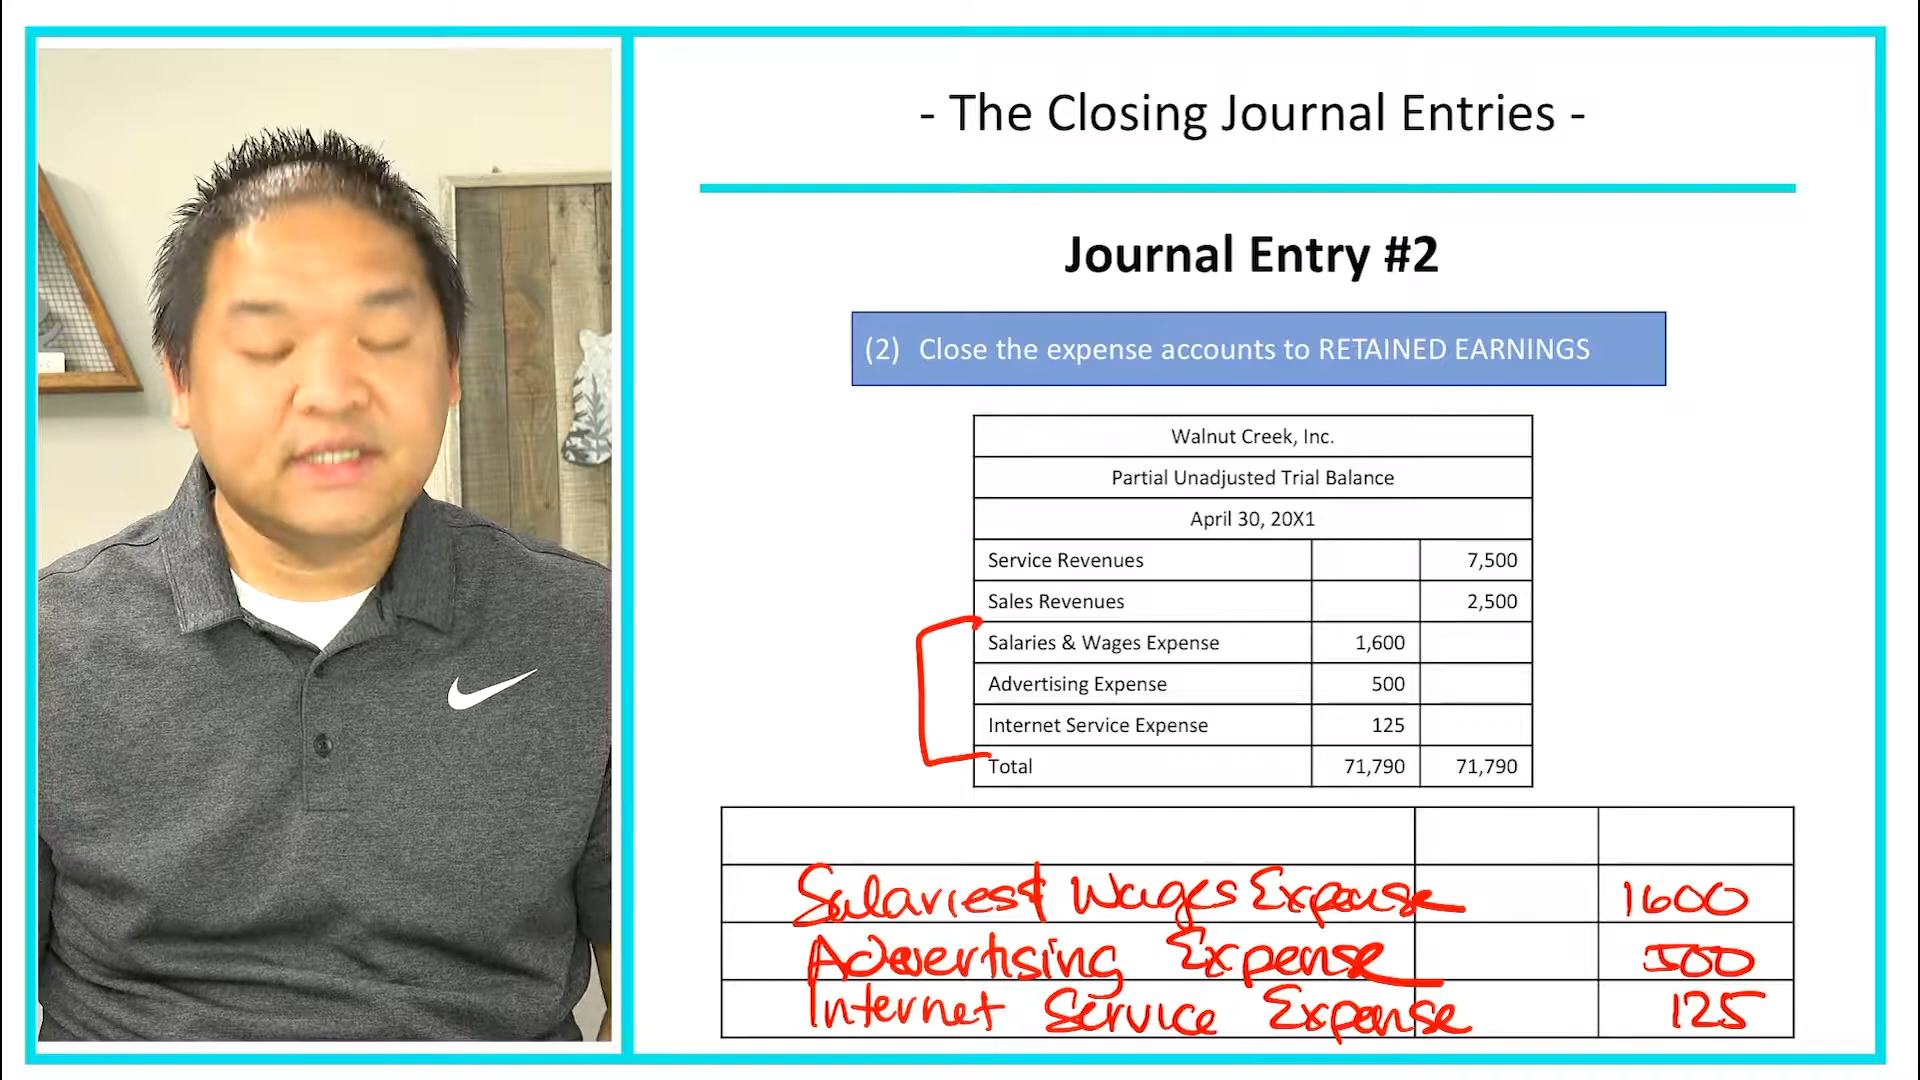 - The Closing Journal Entries -
Journal Entry #2
(2) Close the expense accounts to RETAINED EARNINGS
Walnut Creek, Inc.
Partial Unadjusted Trial Balance
April 30, 20X1
Service Revenues 7,500
Sales Revenues 2,500
Salaries & Wages Expense 1,600
Advertising Expense 500
Internet Service Expense 125
Total 71,790 71,790
Salaries & Wages Expense 1600
Advertising Expense 500
Internet Service Expense 125